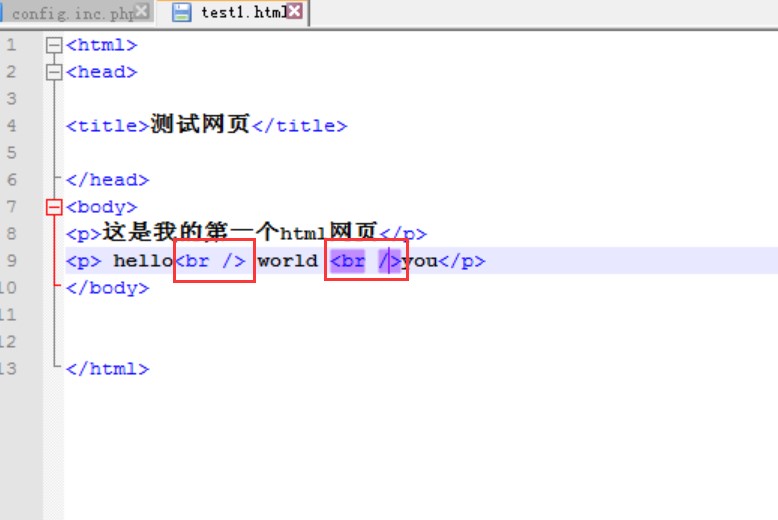 config.inc.php test1.html
1 <html>
2 <head>
3
4 <title>测试网页</title>
5
6 </head>
7 <body>
8 <p>这是我的第一个html网页</p>
9 <p> hello<br /> world <br />you</p>
10 </body>
11
12
13 </html>